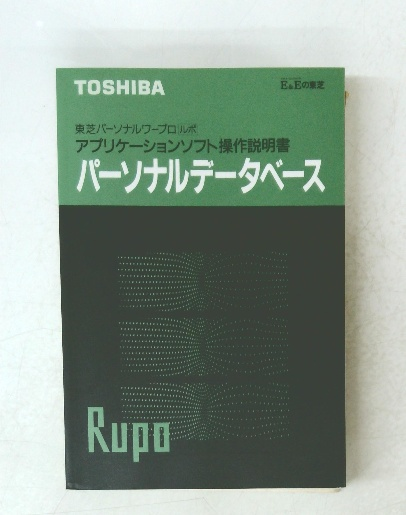 TOSHIBA
E&Eの東芝
東芝パーソナルワープロ[ルポ]
アプリケーションソフト操作説明書
パーソナルデータベース
Rupo